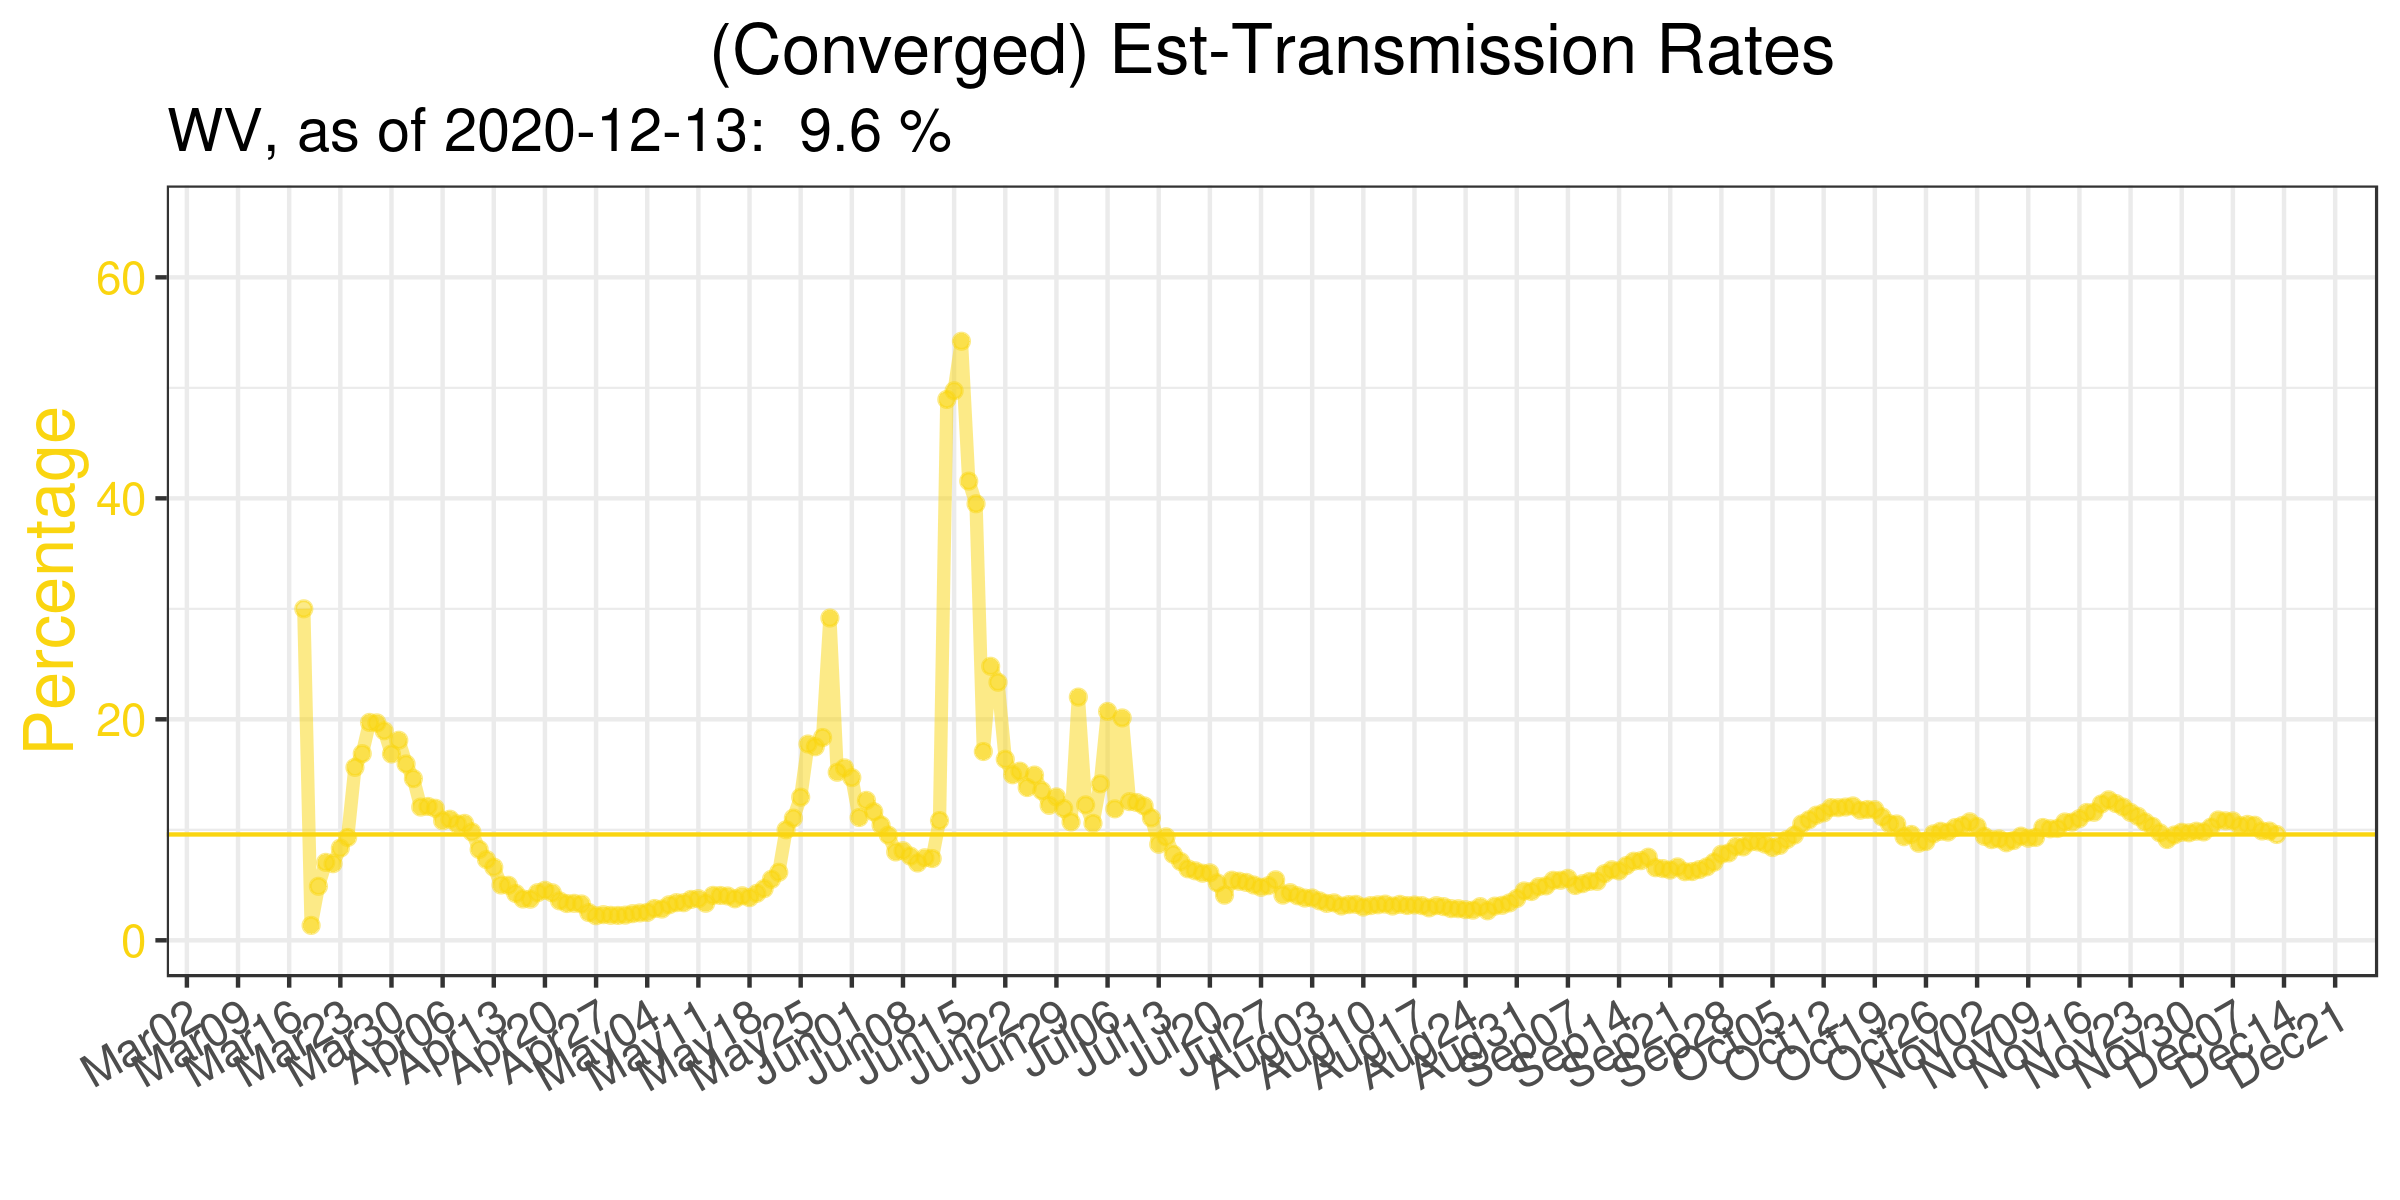 (Converged) Est-Transmission Rates
WV, as of 2020-12-13:  9.6 %
Percentage
60
40
20
0
Mar02
Mar09
Mar16
Mar23
Mar30
Apr06
Apr13
Apr20
Apr27
May04
May11
May18
May25
Jun01
Jun08
Jun15
Jun22
Jun29
Jul06
Jul13
Jul20
Jul27
Aug03
Aug10
Aug17
Aug24
Aug31
Sep07
Sep14
Sep21
Sep28
Oct05
Oct12
Oct19
Oct26
Nov02
Nov09
Nov16
Nov23
Nov30
Dec07
Dec14
Dec21